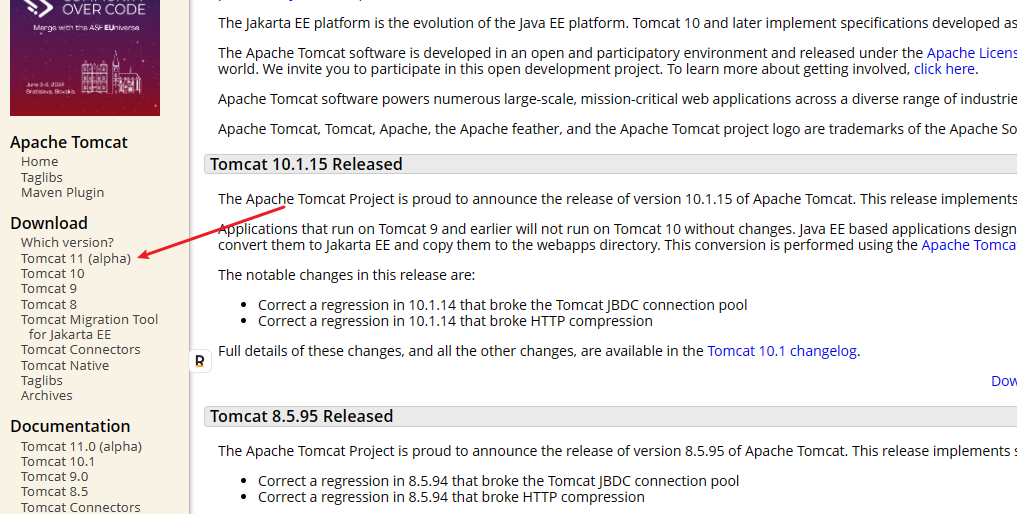 COMMUNITY
OVER CODE
Merge with the ASF EUniverse
June 3-5, 2024
Bratislava, Slovakia
Apache Tomcat
Home
Taglibs
Maven Plugin
Download
Which version?
Tomcat 11 (alpha)
Tomcat 10
Tomcat 9
Tomcat 8
Tomcat Migration Tool
for Jakarta EE
Tomcat Connectors
Tomcat Native
Taglibs
Archives
Documentation
Tomcat 11.0 (alpha)
Tomcat 10.1
Tomcat 9.0
Tomcat 8.5
Tomcat Connectors
The Jakarta EE platform is the evolution of the Java EE platform. Tomcat 10 and later implement specifications developed as
The Apache Tomcat software is developed in an open and participatory environment and released under the Apache Licens
world. We invite you to participate in this open development project. To learn more about getting involved, click here.
Apache Tomcat software powers numerous large-scale, mission-critical web applications across a diverse range of industrie
Apache Tomcat, Tomcat, Apache, the Apache feather, and the Apache Tomcat project logo are trademarks of the Apache So
Tomcat 10.1.15 Released
The Apache Tomcat Project is proud to announce the release of version 10.1.15 of Apache Tomcat. This release implements
Applications that run on Tomcat 9 and earlier will not run on Tomcat 10 without changes. Java EE based applications design
convert them to Jakarta EE and copy them to the webapps directory. This conversion is performed using the Apache Tomca
The notable changes in this release are:
• Correct a regression in 10.1.14 that broke the Tomcat JBDC connection pool
• Correct a regression in 10.1.14 that broke HTTP compression
R
Full details of these changes, and all the other changes, are available in the Tomcat 10.1 changelog.
Dow
Tomcat 8.5.95 Released
The Apache Tomcat Project is proud to announce the release of version 8.5.95 of Apache Tomcat. This release implements s
• Correct a regression in 8.5.94 that broke the Tomcat JDBC connection pool
• Correct a regression in 8.5.94 that broke HTTP compression